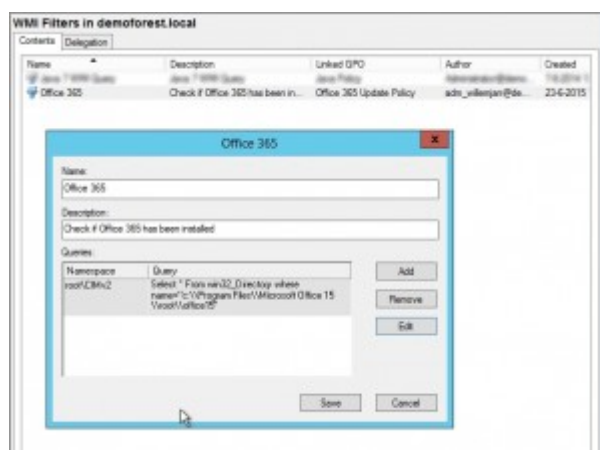 WMI Filters in demoforest.local
Contents Delegation
Name Description Linked GPO Author Created
Office 365 Check if Office 365 has been in... Office 365 Update Policy adm_willemjan@de... 23-6-2015
Office 365
x
Name:
Office 365
Description:
Check if Office 365 has been installed
Queries:
Namespace Query
root\CIMv2 Select * From win32_Directory where
name="c:\\Program Files\\Microsoft Office 15
\\root\\office15"
Add
Remove
Edit
Save Cancel